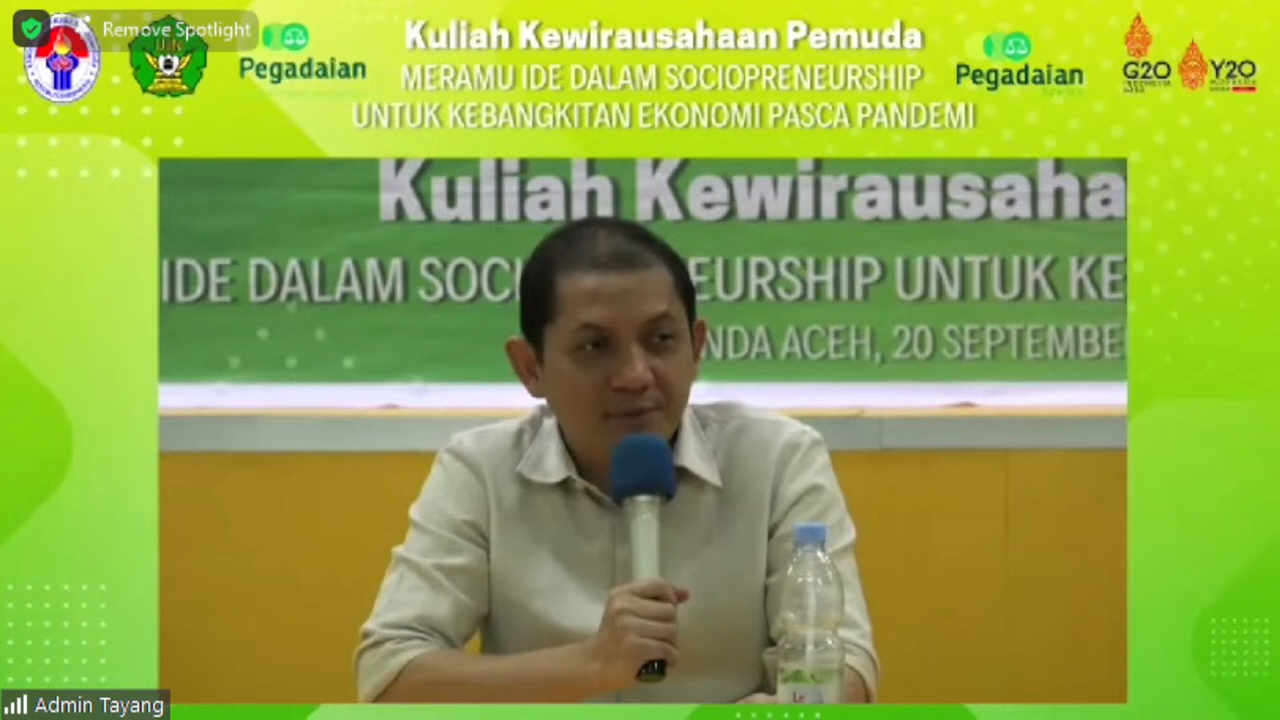 Remove Spotlight
Pegadaian
Kuliah Kewirausahaan Pemuda
MERAMU IDE DALAM SOCIOPRENEURSHIP
UNTUK KEBANGKITAN EKONOMI PASCA PANDEMI
Pegadaian
G20
Y20
Kuliah Kewirausaha
IDE DALAM SOCI EURSHIP UNTUK KE
NDA ACEH, 20 SEPTEMBE
Admin Tayang